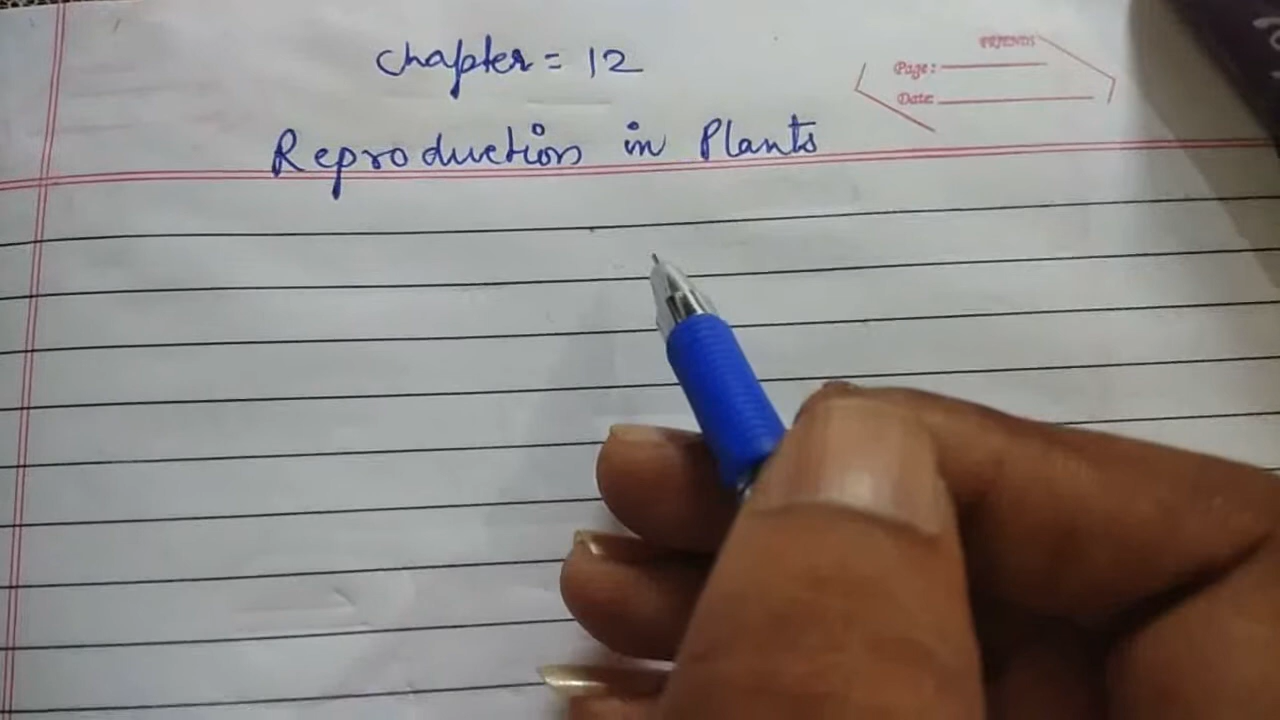 Chapter = 12
FRIENDS
Page:
Date:
Reproduction in Plants